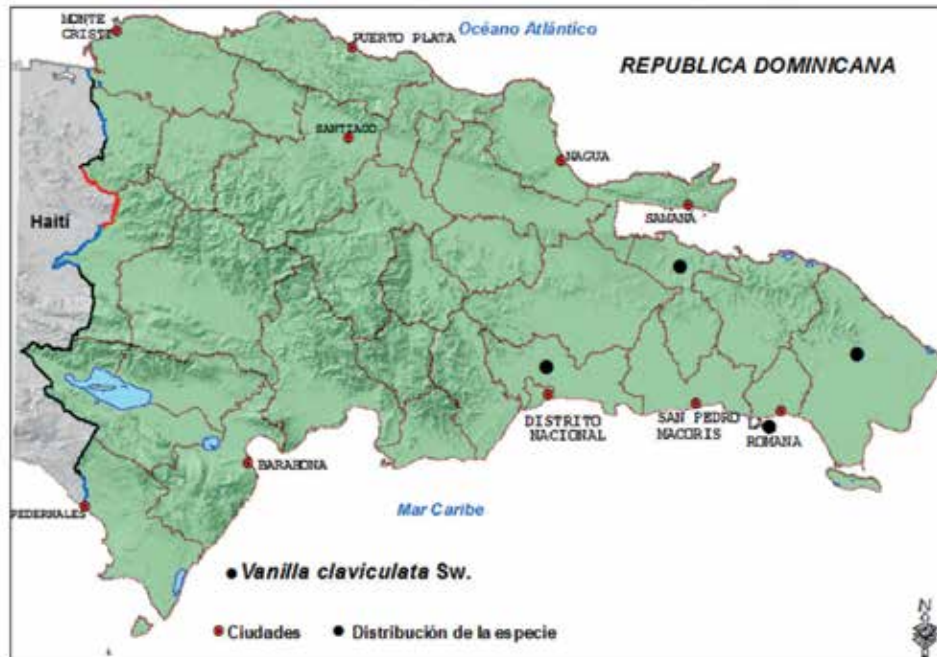 MONTE
CRISTI
PUERTO PLATA
Océano Atlántico
REPUBLICA DOMINICANA
SANTIAGO
NAGUA
SAMANA
Haití
DISTRITO
NACIONAL
SAN PEDRO
MACORIS
LA
ROMANA
BARAHONA
PEDERNALES
Mar Caribe
Vanilla claviculata Sw.
Ciudades
Distribución de la especie
N